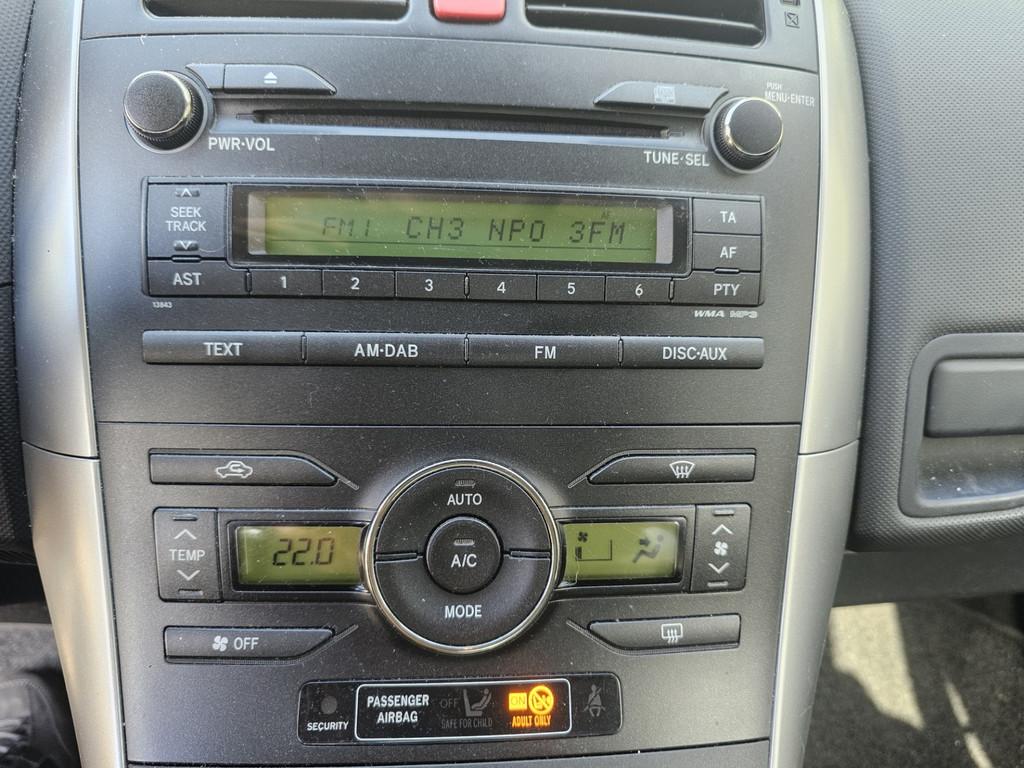 PUSH
MENU·ENTER
PWR·VOL
TUNE·SEL
SEEK
TRACK
AF
FM1 CH3 NPO 3FM
TA
AF
AST
1 2 3 4 5 6
PTY
13843
WMA MP3
TEXT
AM·DAB
FM
DISC·AUX
AUTO
TEMP
22.0
A/C
MODE
OFF
SECURITY
PASSENGER
AIRBAG
OFF
SAFE FOR CHILD
ON
ADULT ONLY